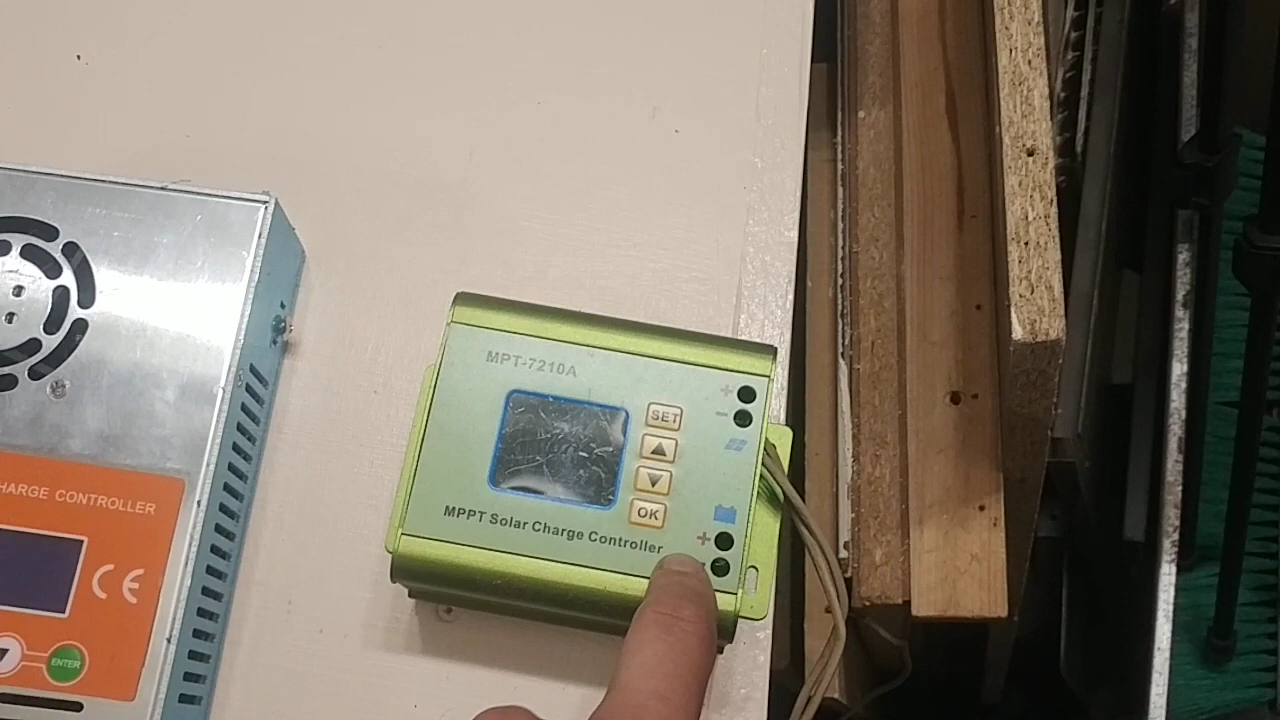 MPT-7210A
SET
OK
MPPT Solar Charge Controller
HARGE CONTROLLER
CE
ENTER